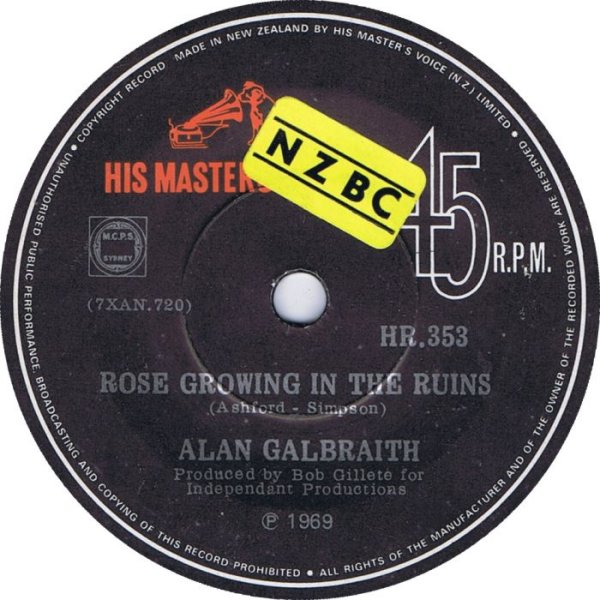 COPYRIGHT RECORD MADE IN NEW ZEALAND BY HIS MASTER'S VOICE (N Z) LIMITED • ALL RIGHTS OF THE MANUFACTURER AND OF THE OWNER OF THE RECORDED WORK ARE RESERVED •
UNAUTHORISED PUBLIC PERFORMANCE, BROADCASTING AND COPYING OF THIS RECORD PROHIBITED •
NZBC
HIS MASTER'S
45
R.P.M.
M.C.P.S.
SYDNEY
(7XAN.720)
HR.353
ROSE GROWING IN THE RUINS
(Ashford - Simpson)
ALAN GALBRAITH
Produced by Bob Gillete for
Independant Productions
℗ 1969